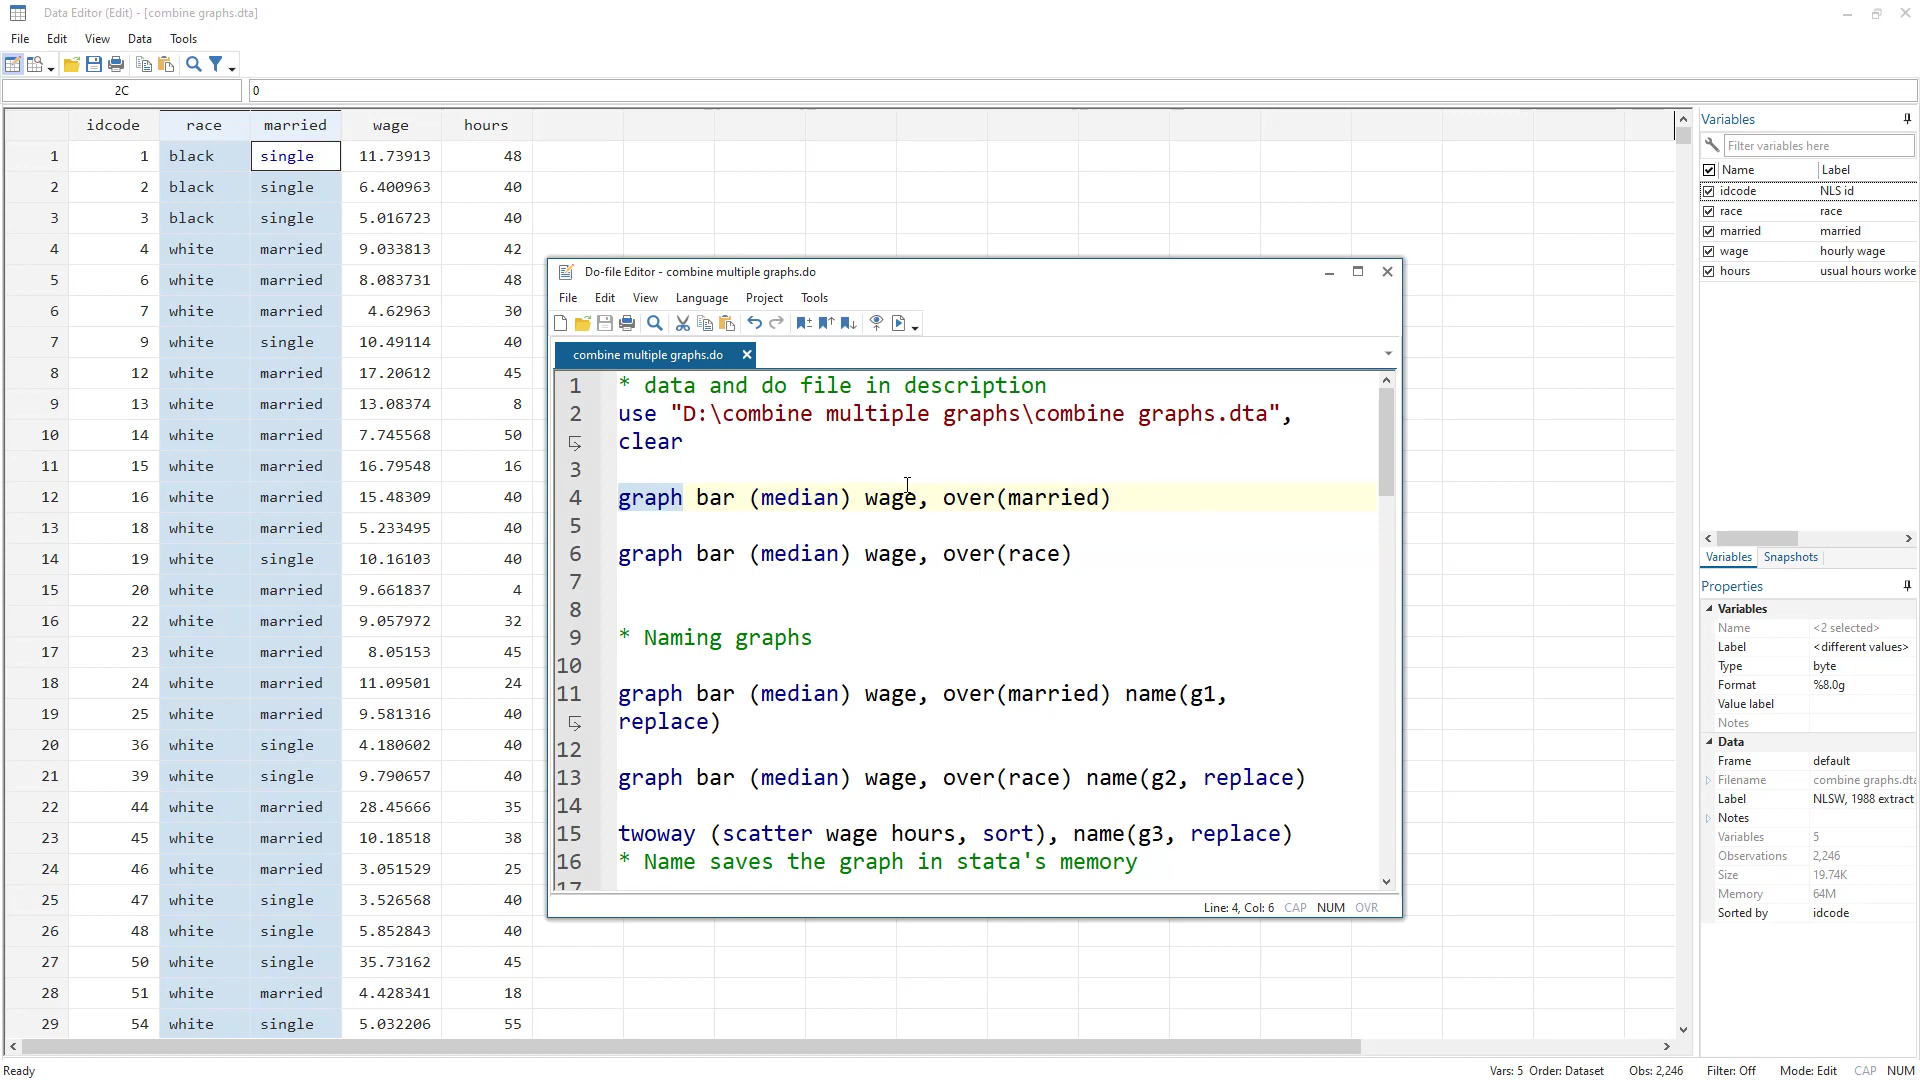 Data Editor (Edit) - [combine graphs.dta]
File Edit View Data Tools
2C 0
idcode race married wage hours
1 1 black single 11.73913 48
2 2 black single 6.400963 40
3 3 black single 5.016723 40
4 4 white married 9.033813 42
5 6 white married 8.083731 48
6 7 white married 4.62963 30
7 9 white single 10.49114 40
8 12 white married 17.20612 45
9 13 white married 13.08374 8
10 14 white married 7.745568 50
11 15 white married 16.79548 16
12 16 white married 15.48309 40
13 18 white married 5.233495 40
14 19 white single 10.16103 40
15 20 white married 9.661837 4
16 22 white married 9.057972 32
17 23 white married 8.05153 45
18 24 white married 11.09501 24
19 25 white married 9.581316 40
20 36 white single 4.180602 40
21 39 white single 9.790657 40
22 44 white married 28.45666 35
23 45 white married 10.18518 38
24 46 white married 3.051529 25
25 47 white single 3.526568 40
26 48 white single 5.852843 40
27 50 white single 35.73162 45
28 51 white married 4.428341 18
29 54 white single 5.032206 55
Do-file Editor - combine multiple graphs.do
File Edit View Language Project Tools
combine multiple graphs.do
1 * data and do file in description
2 use "D:\combine multiple graphs\combine graphs.dta",
clear
3
4 graph bar (median) wage, over(married)
5
6 graph bar (median) wage, over(race)
7
8
9 * Naming graphs
10
11 graph bar (median) wage, over(married) name(g1,
replace)
12
13 graph bar (median) wage, over(race) name(g2, replace)
14
15 twoway (scatter wage hours, sort), name(g3, replace)
16 * Name saves the graph in stata's memory
17
Line: 4, Col: 6 CAP NUM OVR
Variables
Filter variables here
Name Label
idcode NLS id
race race
married married
wage hourly wage
hours usual hours worke
Variables Snapshots
Properties
Variables
Name <2 selected>
Label <different values>
Type byte
Format %8.0g
Value label
Notes
Data
Frame default
Filename combine graphs.dta
Label NLSW, 1988 extract
Notes
Variables 5
Observations 2,246
Size 19.74K
Memory 64M
Sorted by idcode
Ready Vars: 5 Order: Dataset Obs: 2,246 Filter: Off Mode: Edit CAP NUM